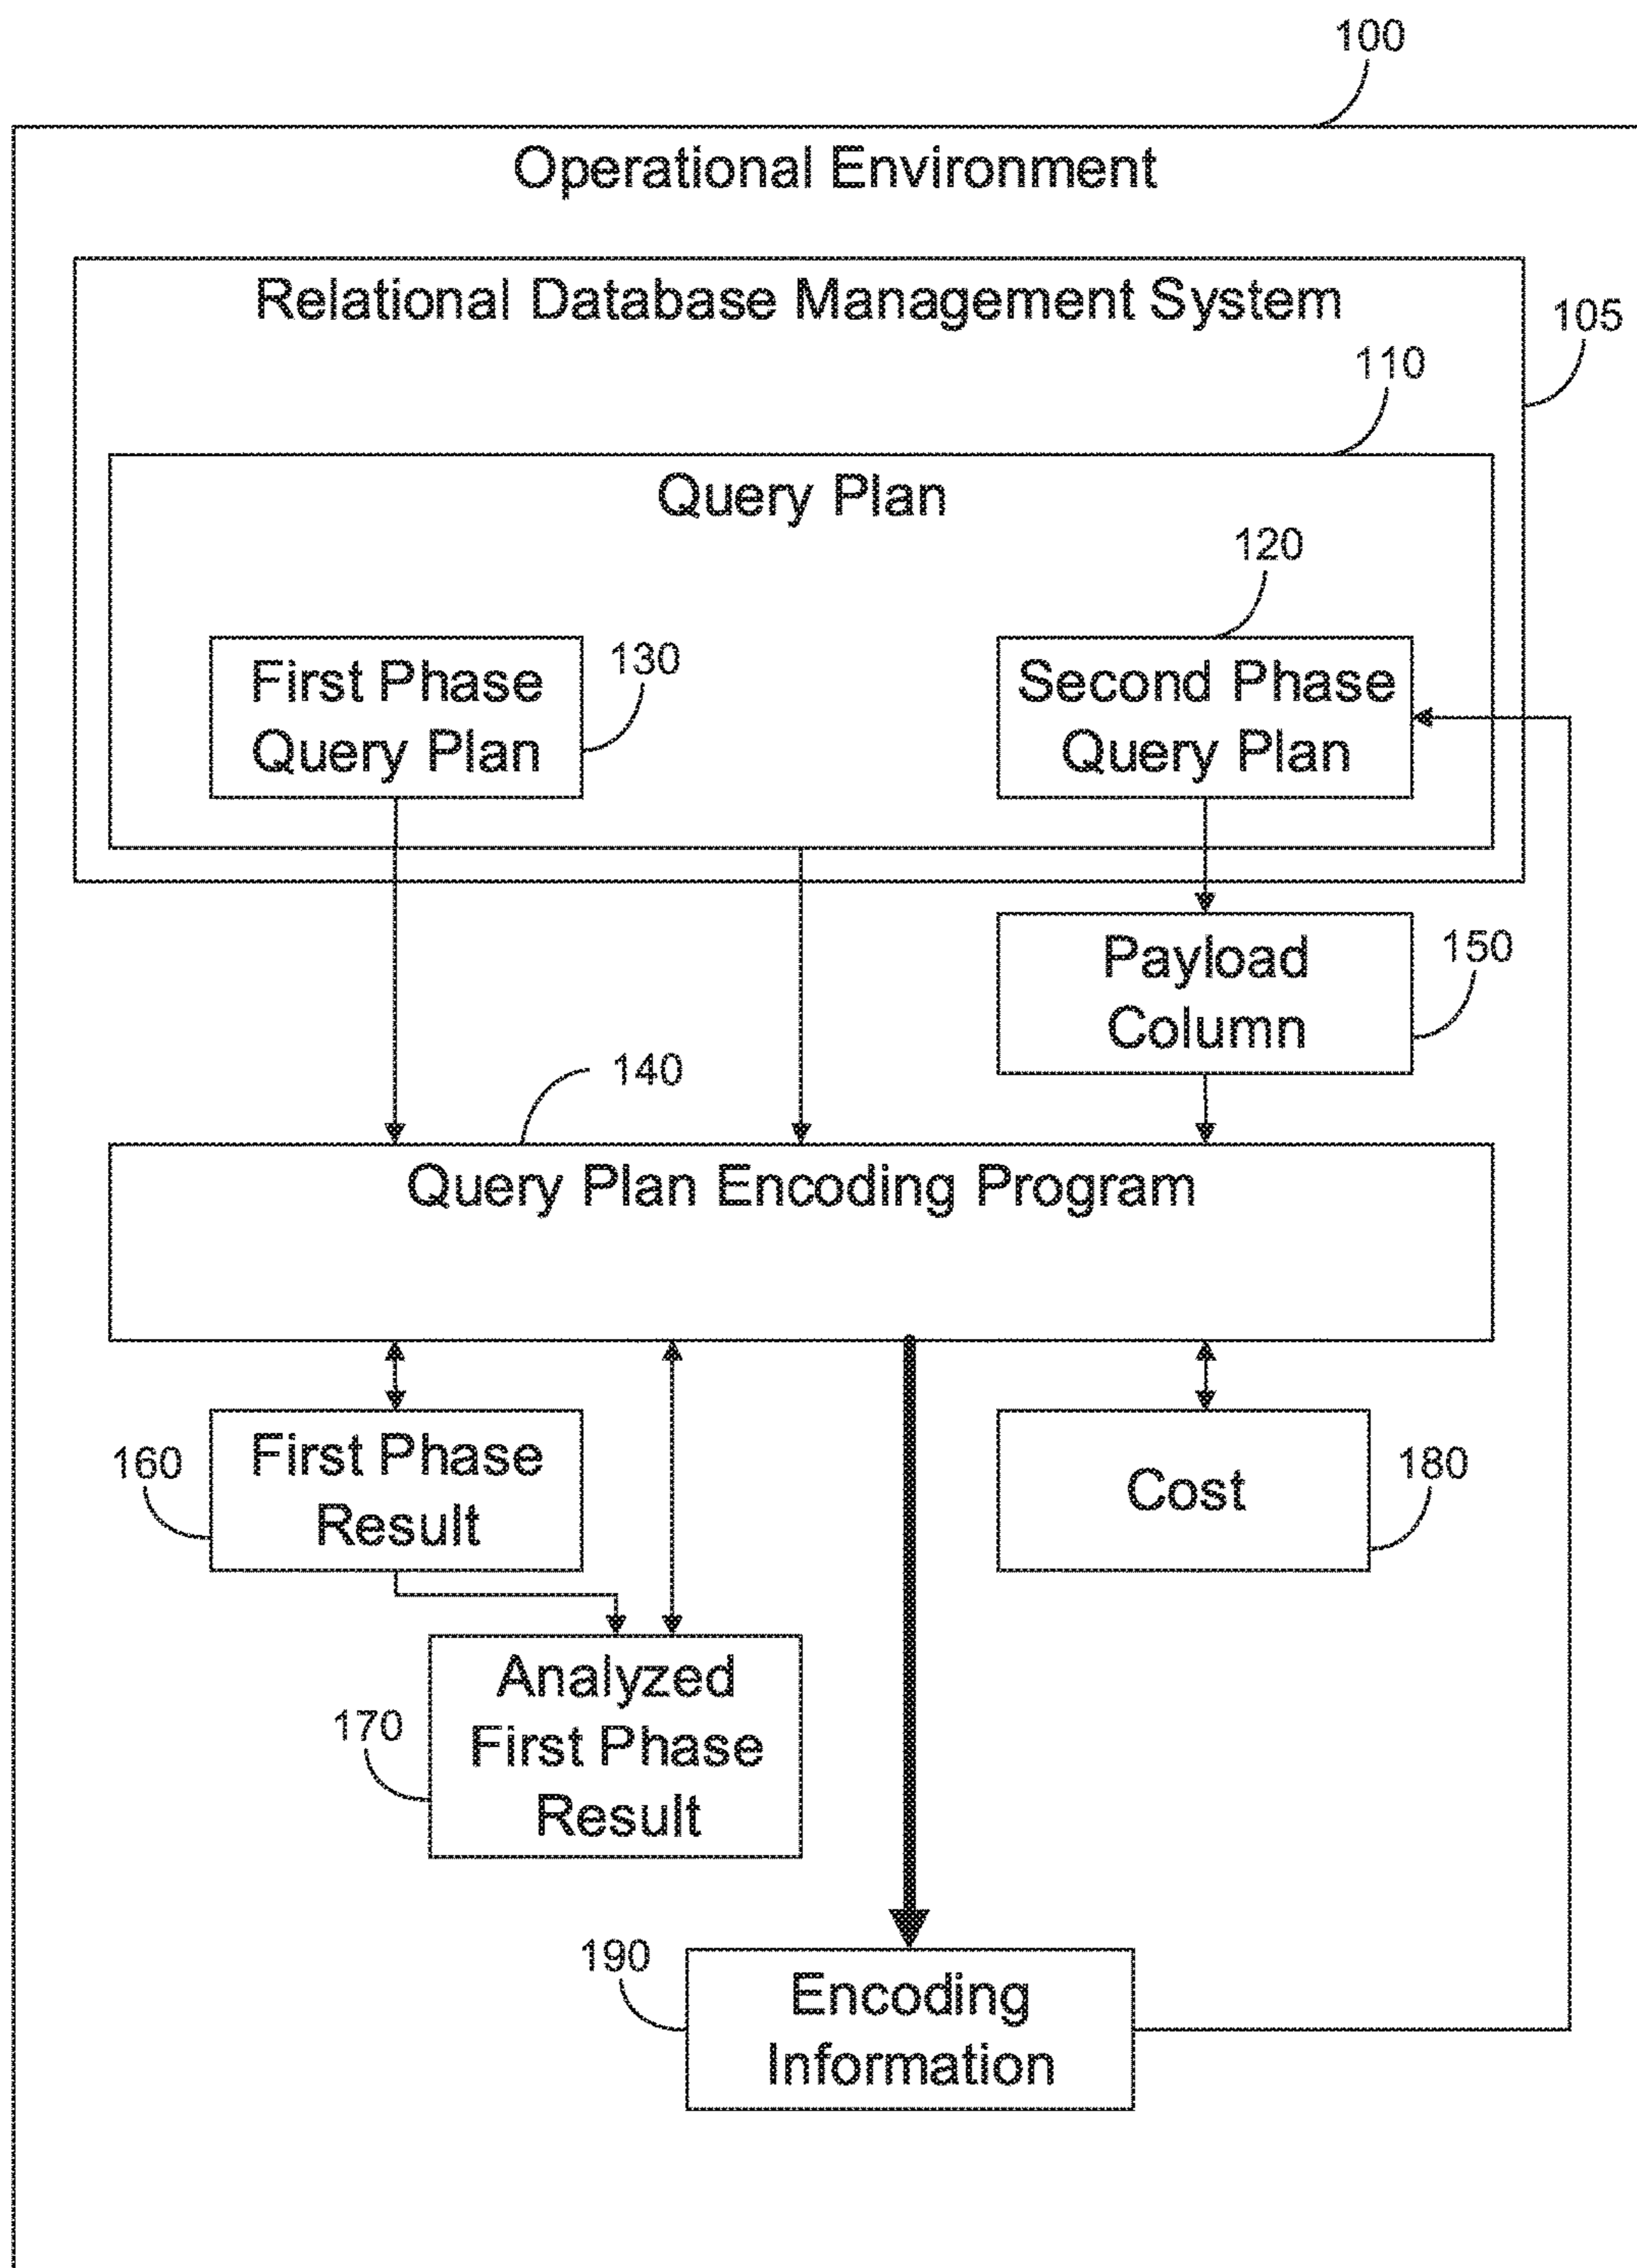 100
Operational Environment
Relational Database Management System
105
110
Query Plan
120
First Phase
Query Plan
130
Second Phase
Query Plan
Payload
Column
150
140
Query Plan Encoding Program
160
First Phase
Result
Cost
180
170
Analyzed
First Phase
Result
190
Encoding
Information